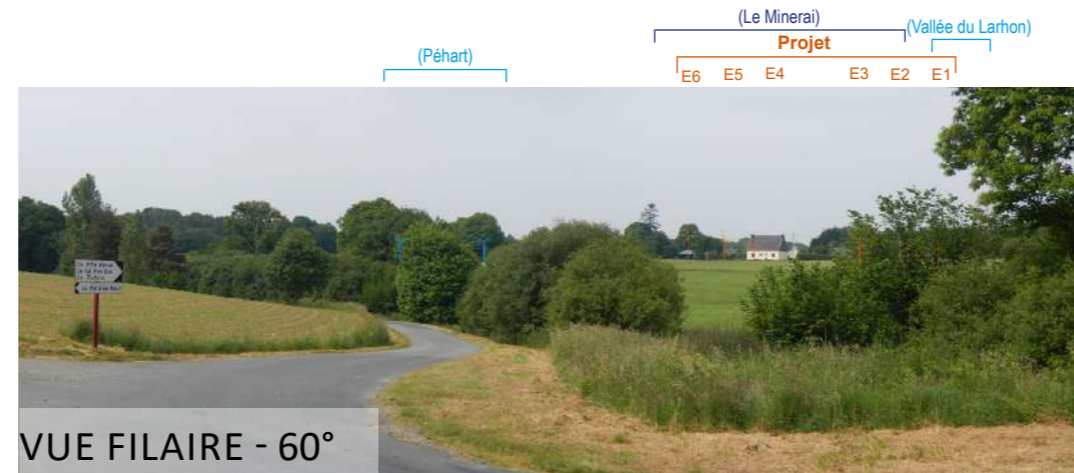 (Le Minerai)
(Vallée du Larhon)
Projet
(Péhart)
E6 E5 E4 E3 E2 E1
VUE FILAIRE - 60°